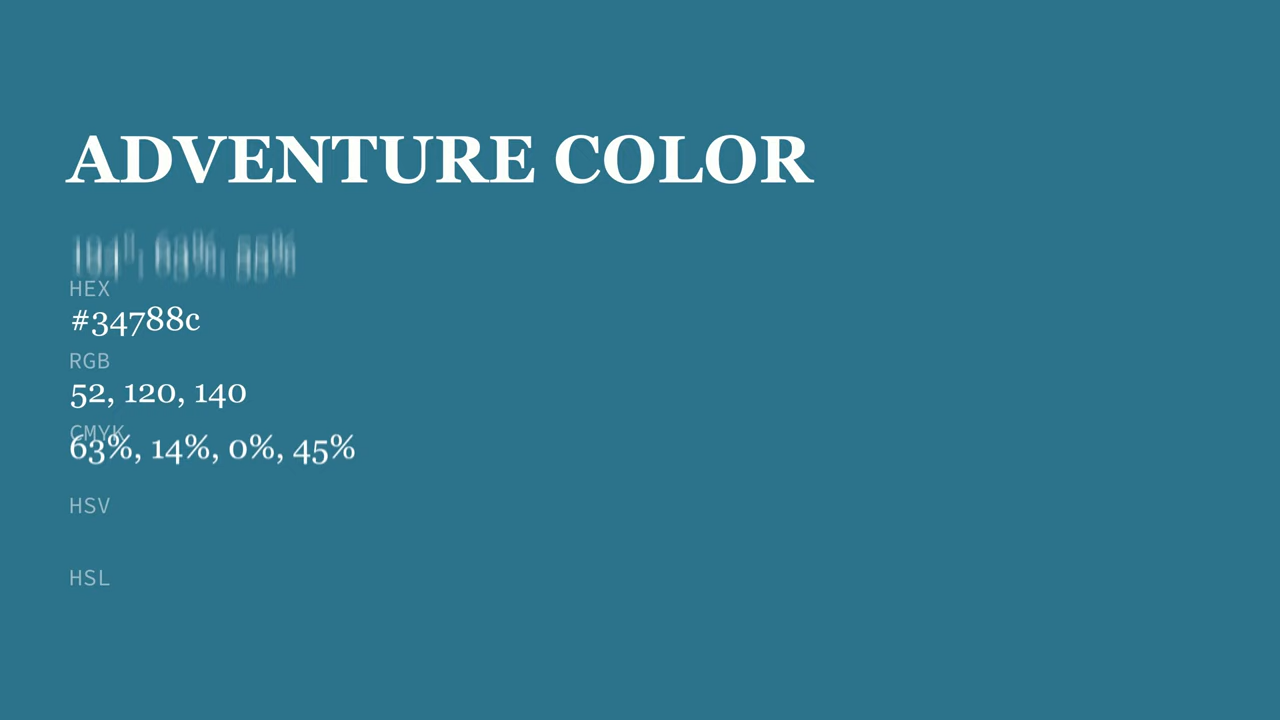 ADVENTURE COLOR
HEX
#34788c
RGB
52, 120, 140
CMYK
63%, 14%, 0%, 45%
HSV
HSL